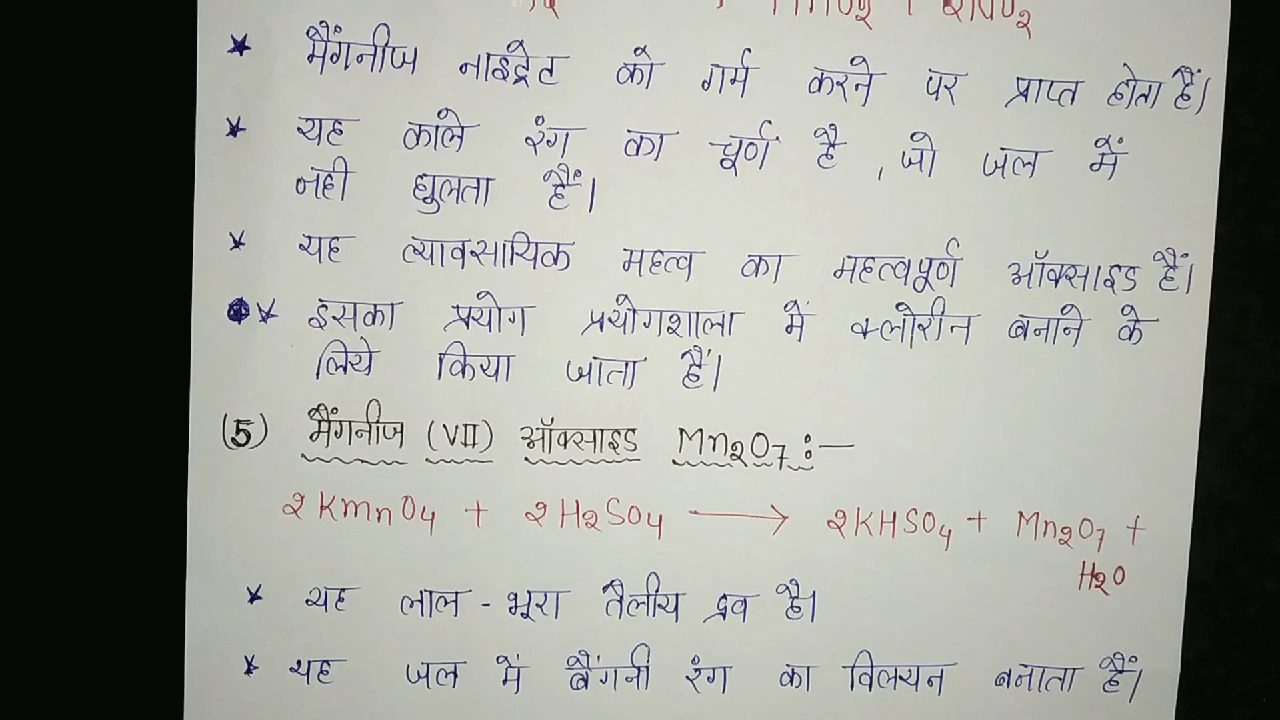 MnO2 + 2NO2
* मैंगनीज नाइट्रेट को गर्म करने पर प्राप्त होता हैं।
* यह काले रंग का चूर्ण है , जो जल में
नही घुलता हैं।
* यह व्यावसायिक महत्व का महत्वपूर्ण ऑक्साइड हैं।
* इसका प्रयोग प्रयोगशाला में क्लोरीन बनाने के
लिये किया जाता हैं।
(5) मैंगनीज (VII) ऑक्साइड Mn2O7 :—
2KmnO4 + 2H2SO4 → 2KHSO4 + Mn2O7 +
H2O
* यह लाल - भूरा तैलीय द्रव है।
* यह जल में बैंगनी रंग का विलयन बनाता हैं।